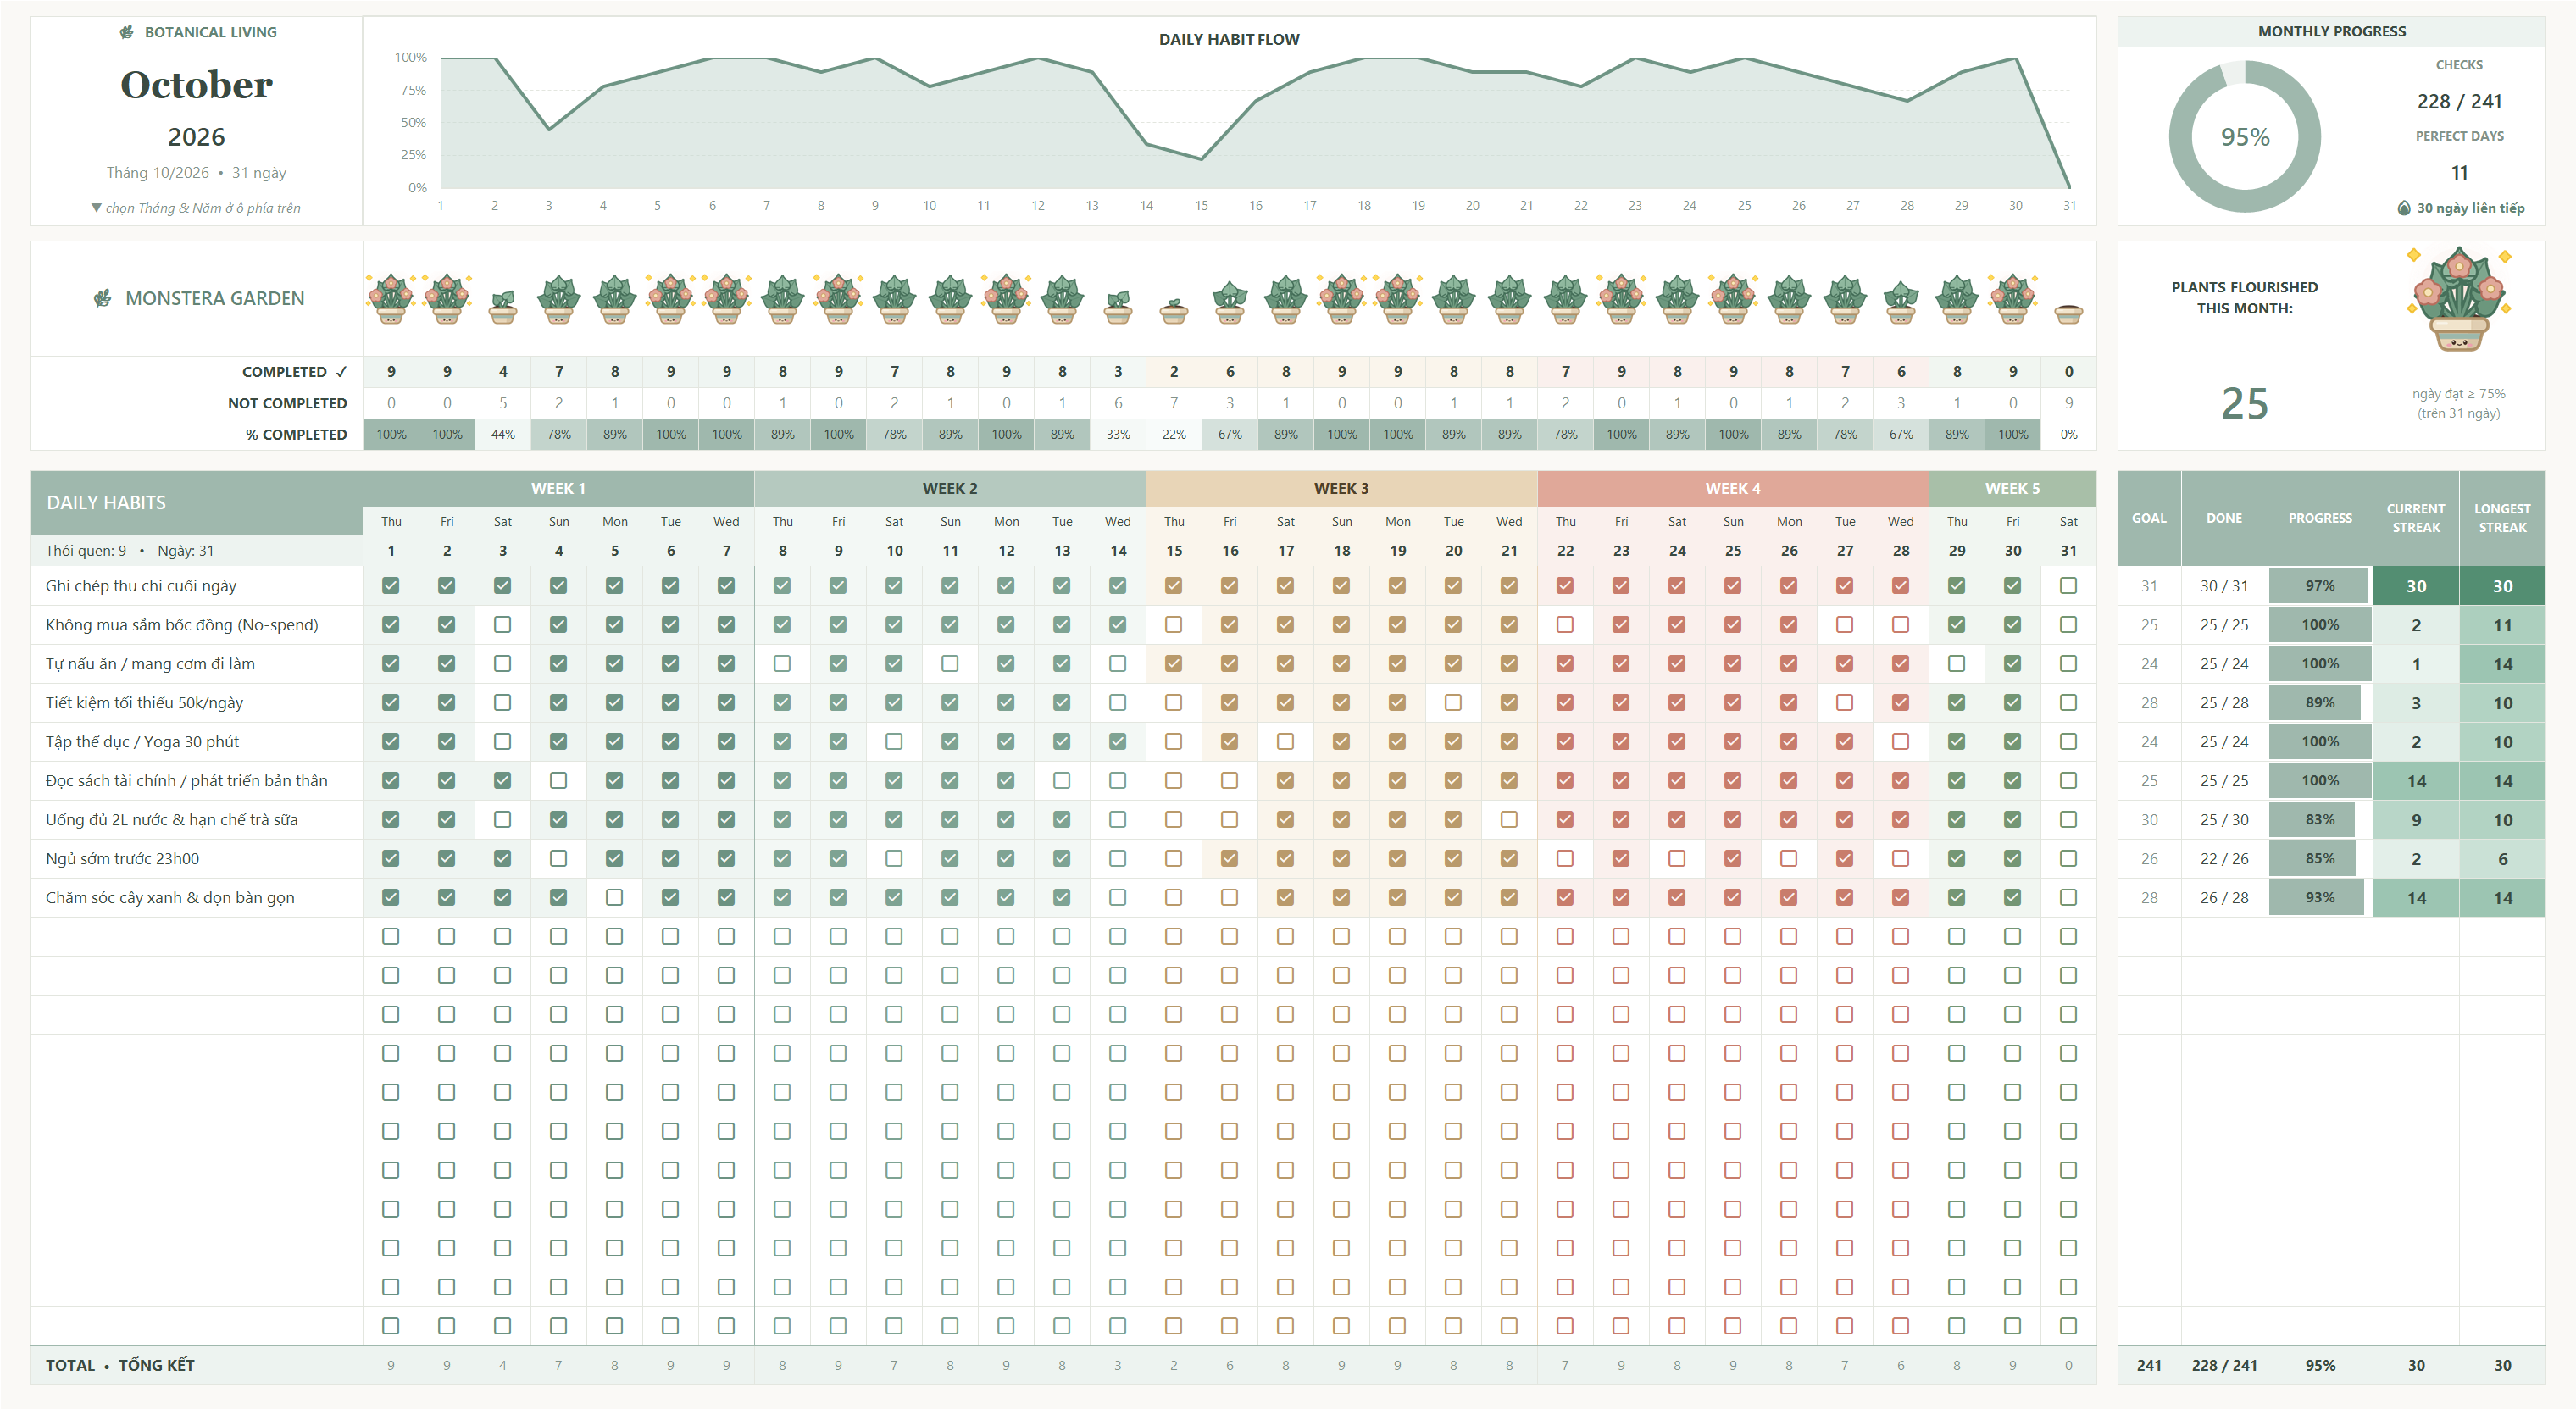 BOTANICAL LIVING
October
2026
Tháng 10/2026 • 31 ngày
▼ chọn Tháng & Năm ở ô phía trên
DAILY HABIT FLOW
100%
75%
50%
25%
0%
1 2 3 4 5 6 7 8 9 10 11 12 13 14 15 16 17 18 19 20 21 22 23 24 25 26 27 28 29 30 31
MONTHLY PROGRESS
95%
CHECKS
228 / 241
PERFECT DAYS
11
30 ngày liên tiếp
MONSTERA GARDEN
COMPLETED ✓ 9 9 4 7 8 9 9 8 9 7 8 9 8 3 2 6 8 9 9 8 8 7 9 8 9 8 7 6 8 9 0
NOT COMPLETED 0 0 5 2 1 0 0 1 0 2 1 0 1 6 7 3 1 0 0 1 1 2 0 1 0 1 2 3 1 0 9
% COMPLETED 100% 100% 44% 78% 89% 100% 100% 89% 100% 78% 89% 100% 89% 33% 22% 67% 89% 100% 100% 89% 89% 78% 100% 89% 100% 89% 78% 67% 89% 100% 0%
PLANTS FLOURISHED
THIS MONTH:
25
ngày đạt ≥ 75%
(trên 31 ngày)
DAILY HABITS
WEEK 1 WEEK 2 WEEK 3 WEEK 4 WEEK 5
Thu Fri Sat Sun Mon Tue Wed Thu Fri Sat Sun Mon Tue Wed Thu Fri Sat Sun Mon Tue Wed Thu Fri Sat Sun Mon Tue Wed Thu Fri Sat
Thói quen: 9 • Ngày: 31 1 2 3 4 5 6 7 8 9 10 11 12 13 14 15 16 17 18 19 20 21 22 23 24 25 26 27 28 29 30 31
GOAL DONE PROGRESS CURRENT STREAK LONGEST STREAK
Ghi chép thu chi cuối ngày 31 30 / 31 97% 30 30
Không mua sắm bốc đồng (No-spend) 25 25 / 25 100% 2 11
Tự nấu ăn / mang cơm đi làm 24 25 / 24 100% 1 14
Tiết kiệm tối thiểu 50k/ngày 28 25 / 28 89% 3 10
Tập thể dục / Yoga 30 phút 24 25 / 24 100% 2 10
Đọc sách tài chính / phát triển bản thân 25 25 / 25 100% 14 14
Uống đủ 2L nước & hạn chế trà sữa 30 25 / 30 83% 9 10
Ngủ sớm trước 23h00 26 22 / 26 85% 2 6
Chăm sóc cây xanh & dọn bàn gọn 28 26 / 28 93% 14 14
TOTAL • TỔNG KẾT 9 9 4 7 8 9 9 8 9 7 8 9 8 3 2 6 8 9 9 8 8 7 9 8 9 8 7 6 8 9 0 241 228 / 241 95% 30 30